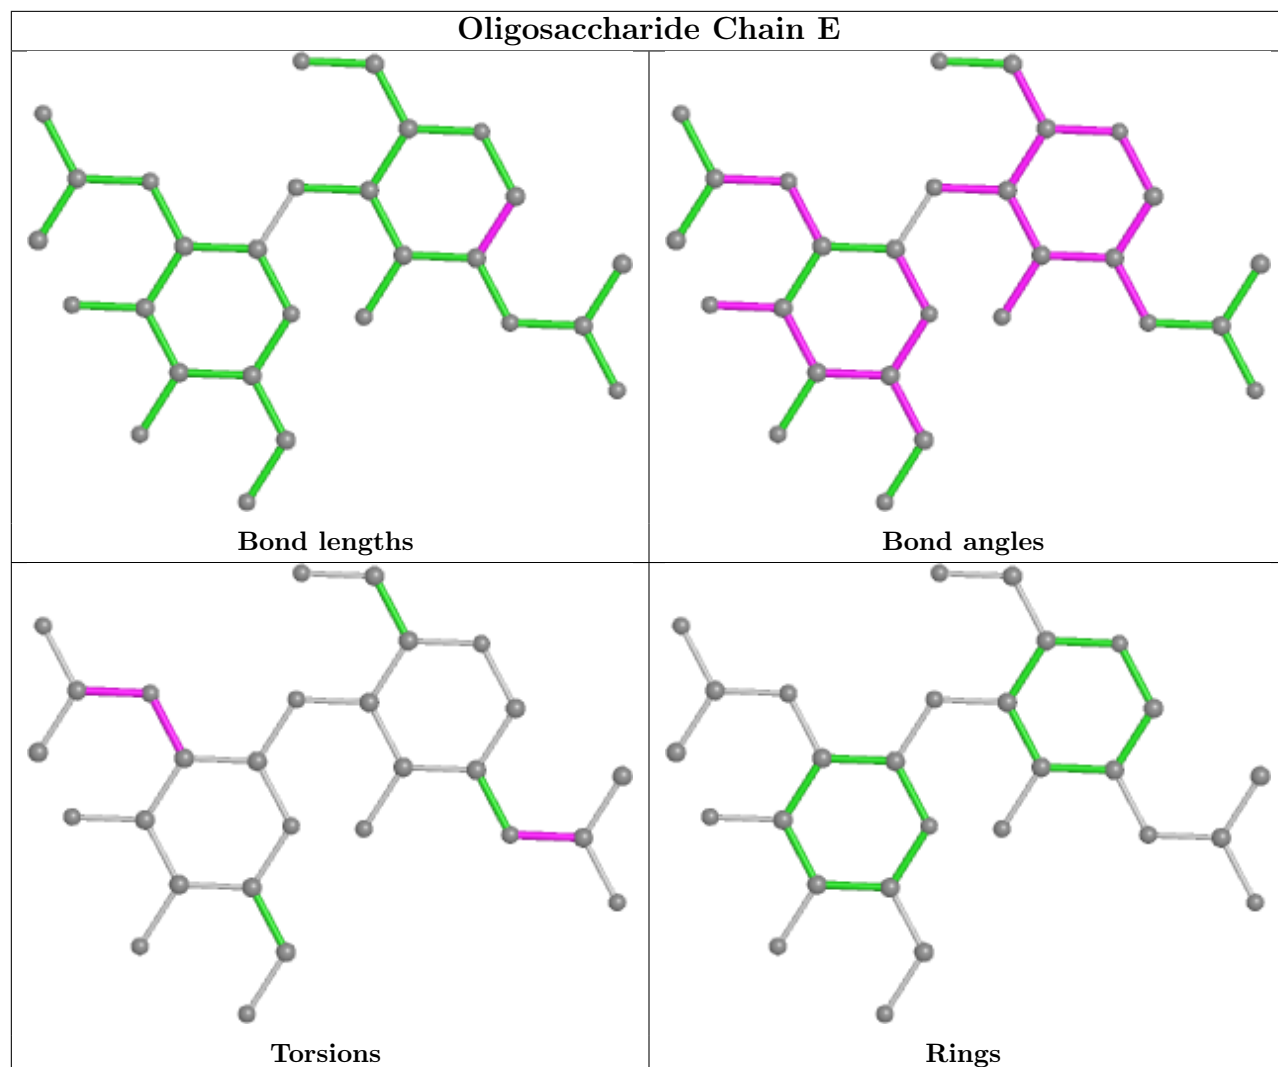 Oligosaccharide Chain E
Bond lengths
Bond angles
Torsions
Rings